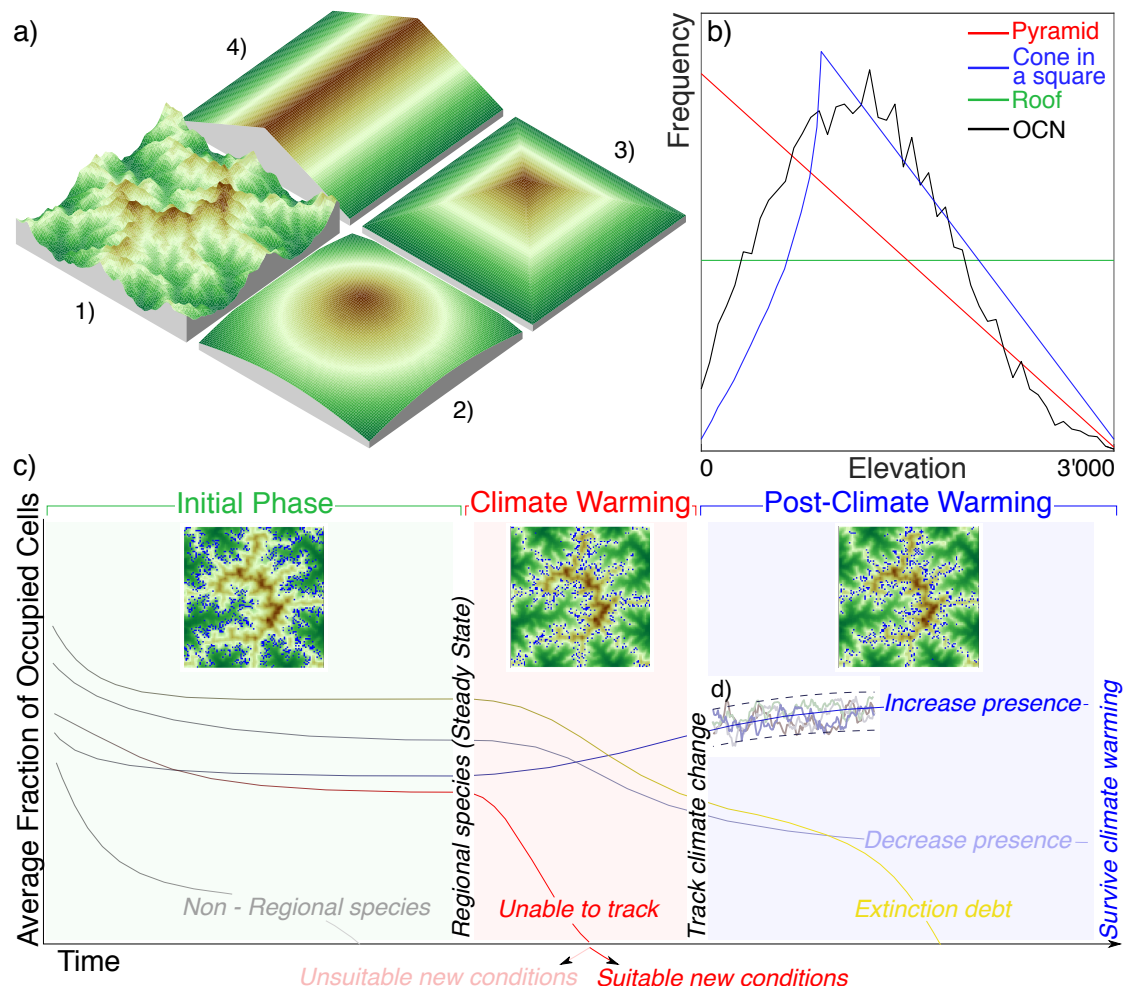 a)
4)
3)
1)
2)
b)
Frequency
Pyramid
Cone in
a square
Roof
OCN
0
Elevation
3'000
c)
Initial Phase
Climate Warming
Post-Climate Warming
Average Fraction of Occupied Cells
Regional species (Steady State)
Track climate change
Survive climate warming
d)
Increase presence
Decrease presence
Non - Regional species
Unable to track
Extinction debt
Time
Unsuitable new conditions
Suitable new conditions